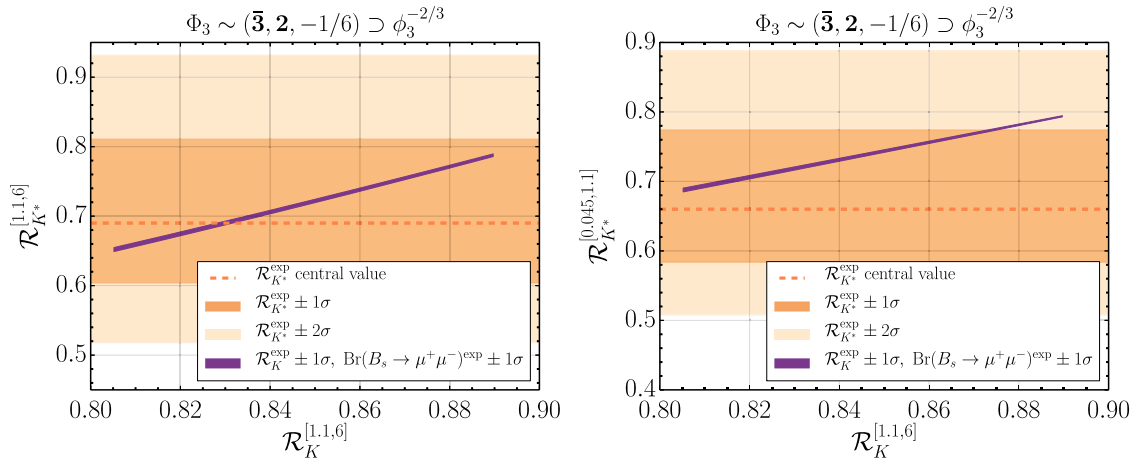 Φ₃ ∼ (𝟑̄, 𝟐, −1/6) ⊃ ϕ₃^{−2/3}
0.9
0.8
0.7
0.6
0.5
R_{K*}^{[1.1,6]}
R_{K*}^{exp} central value
R_{K*}^{exp} ± 1σ
R_{K*}^{exp} ± 2σ
R_K^{exp} ± 1σ, Br(B_s → μ⁺μ⁻)^{exp} ± 1σ
0.80 0.82 0.84 0.86 0.88 0.90
R_K^{[1.1,6]}
Φ₃ ∼ (𝟑̄, 𝟐, −1/6) ⊃ ϕ₃^{−2/3}
0.9
0.8
0.7
0.6
0.5
0.4
R_{K*}^{[0.045,1.1]}
R_{K*}^{exp} central value
R_{K*}^{exp} ± 1σ
R_{K*}^{exp} ± 2σ
R_K^{exp} ± 1σ, Br(B_s → μ⁺μ⁻)^{exp} ± 1σ
0.80 0.82 0.84 0.86 0.88 0.90
R_K^{[1.1,6]}